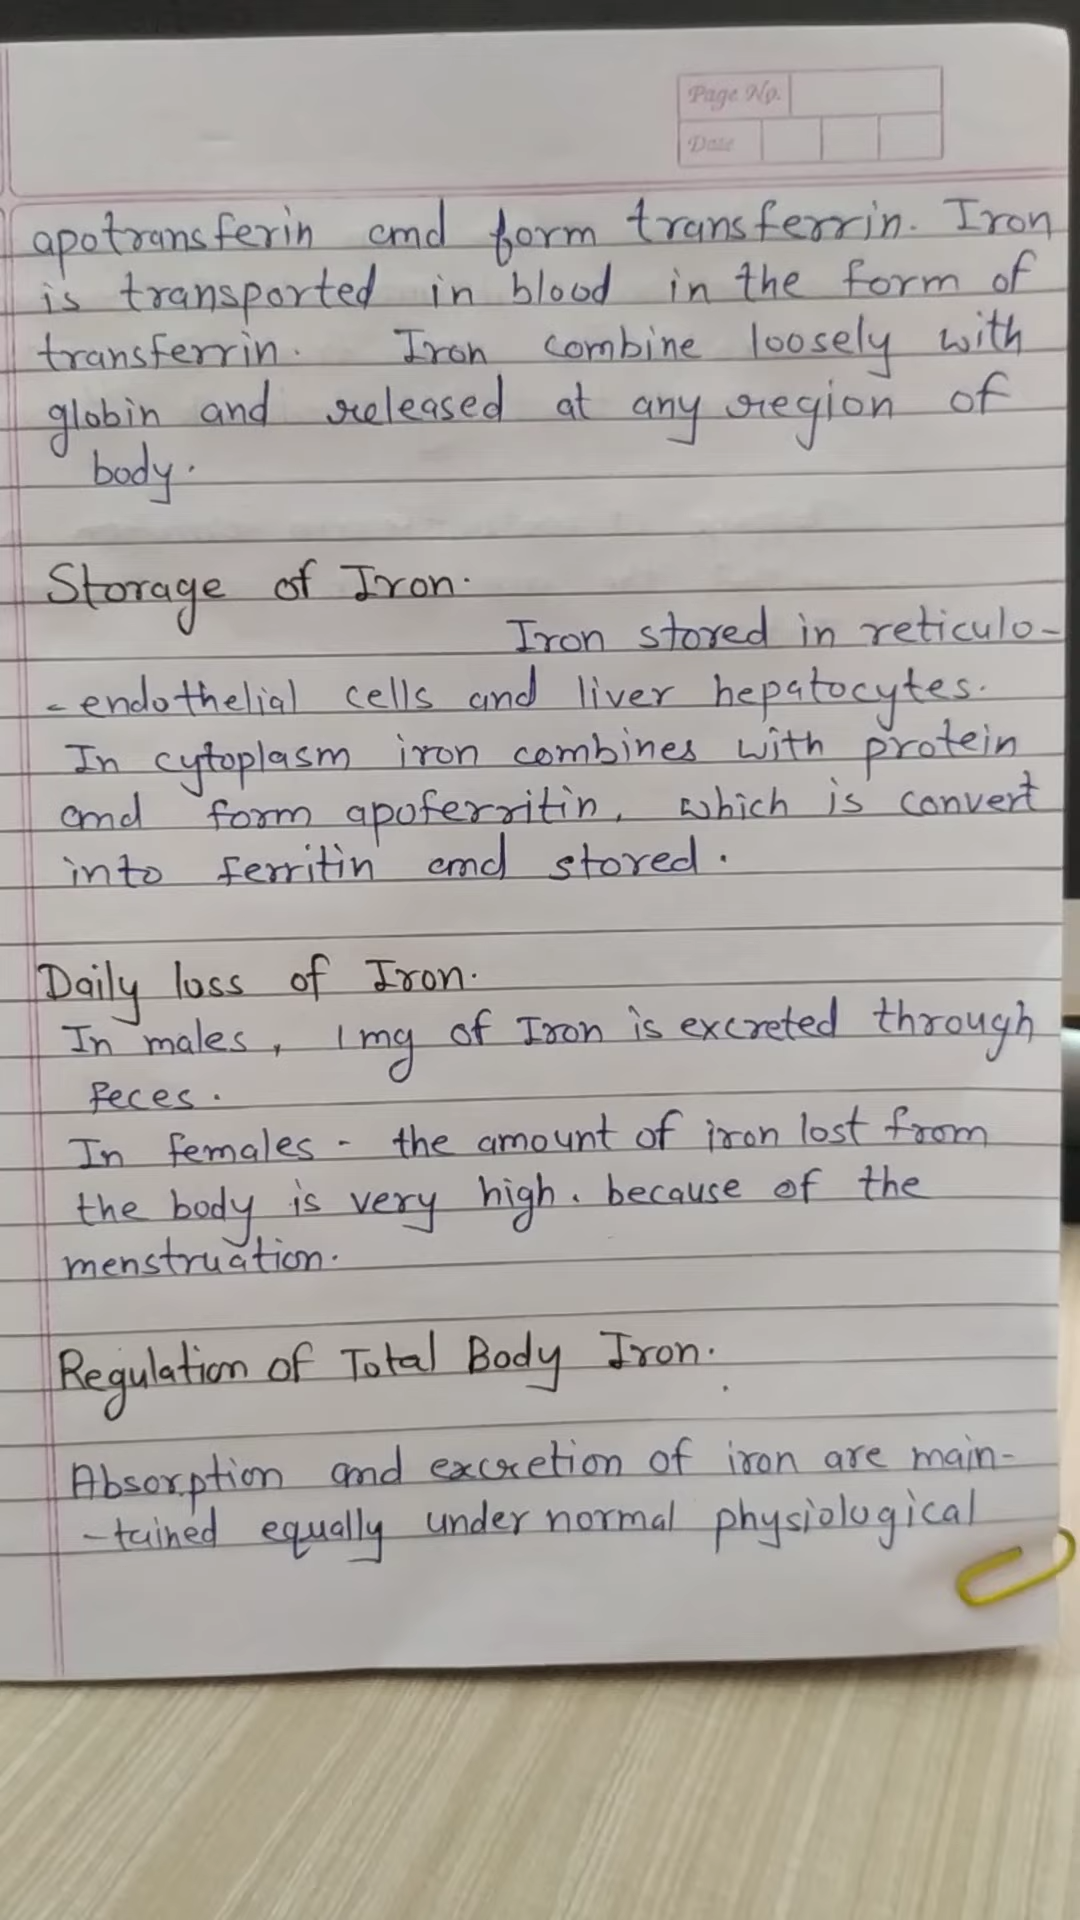 Page No.
Date
apotransferin and form transferrin. Iron
is transported in blood in the form of
transferrin. Iron combine loosely with
globin and released at any region of
body.
Storage of Iron.
Iron stored in reticulo-
-endothelial cells and liver hepatocytes.
In cytoplasm iron combines with protein
and form apoferritin, which is convert
into ferritin and stored.
Daily loss of Iron.
In males, 1mg of Iron is excreted through
feces.
In females - the amount of iron lost from
the body is very high. because of the
menstruation.
Regulation of Total Body Iron.
Absorption and excretion of iron are main-
-tained equally under normal physiological